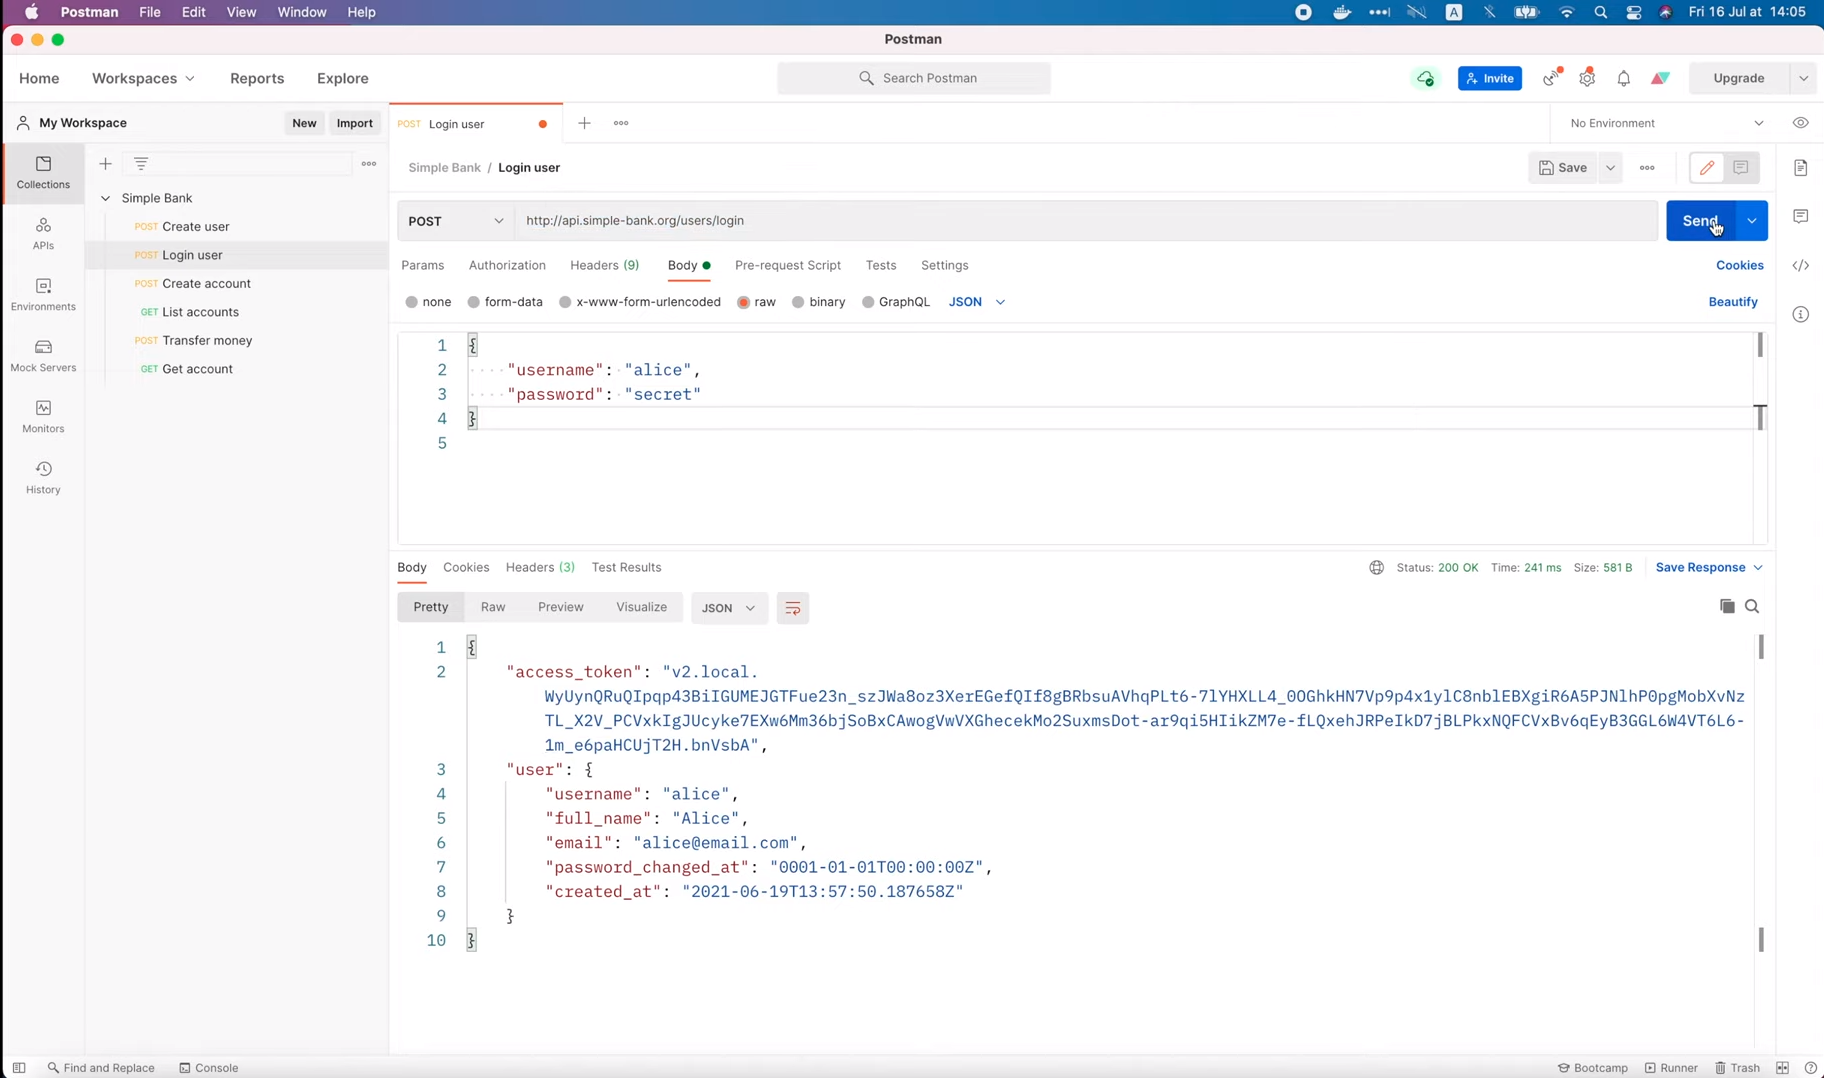 Postman File Edit View Window Help
A
Fri 16 Jul at 14:05
Postman
Home Workspaces Reports Explore
Search Postman
Invite
Upgrade
My Workspace New Import
POST Login user
No Environment
Collections
Simple Bank / Login user
Save
Simple Bank
POST Create user
POST Login user
POST Create account
GET List accounts
POST Transfer money
GET Get account
APIs
Environments
Mock Servers
Monitors
History
POST http://api.simple-bank.org/users/login Send
Params Authorization Headers (9) Body Pre-request Script Tests Settings Cookies
none form-data x-www-form-urlencoded raw binary GraphQL JSON Beautify
1 {
2 "username": "alice",
3 "password": "secret"
4 }
5
Body Cookies Headers (3) Test Results Status: 200 OK Time: 241 ms Size: 581 B Save Response
Pretty Raw Preview Visualize JSON
1 {
2 "access_token": "v2.local.
WyUynQRuQIpqp43BiIGUMEJGTFue23n_szJWa8oz3XerEGefQIf8gBRbsuAVhqPLt6-7lYHXLL4_0OGhkHN7Vp9p4x1ylC8nblEBXgiR6A5PJNlhP0pgMobXvNz
TL_X2V_PCVxkIgJUcyke7EXw6Mm36bjSoBxCAwogVwVXGhecekMo2SuxmsDot-ar9qi5HIikZM7e-fLQxehJRPeIkD7jBLPkxNQFCVxBv6qEyB3GGL6W4VT6L6-
1m_e6paHCUjT2H.bnVsbA",
3 "user": {
4 "username": "alice",
5 "full_name": "Alice",
6 "email": "alice@email.com",
7 "password_changed_at": "0001-01-01T00:00:00Z",
8 "created_at": "2021-06-19T13:57:50.187658Z"
9 }
10 }
Find and Replace Console Bootcamp Runner Trash